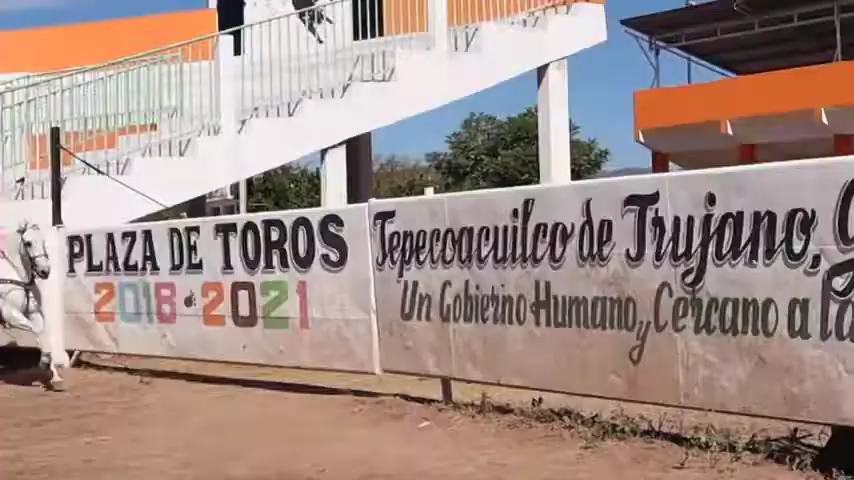 PLAZA DE TOROS
2018 - 2021
Tepecoacuilco de Trujano, G
Un Gobierno Humano, y Cercano a la